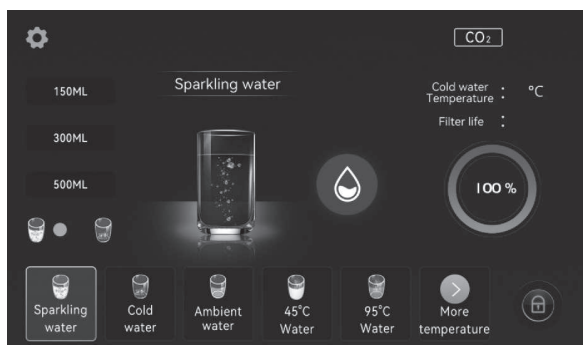 CO2
150ML
Sparkling water
Cold water
Temperature : °C
300ML
Filter life :
500ML
100 %
Sparkling
water
Cold
water
Ambient
water
45°C
Water
95°C
Water
More
temperature